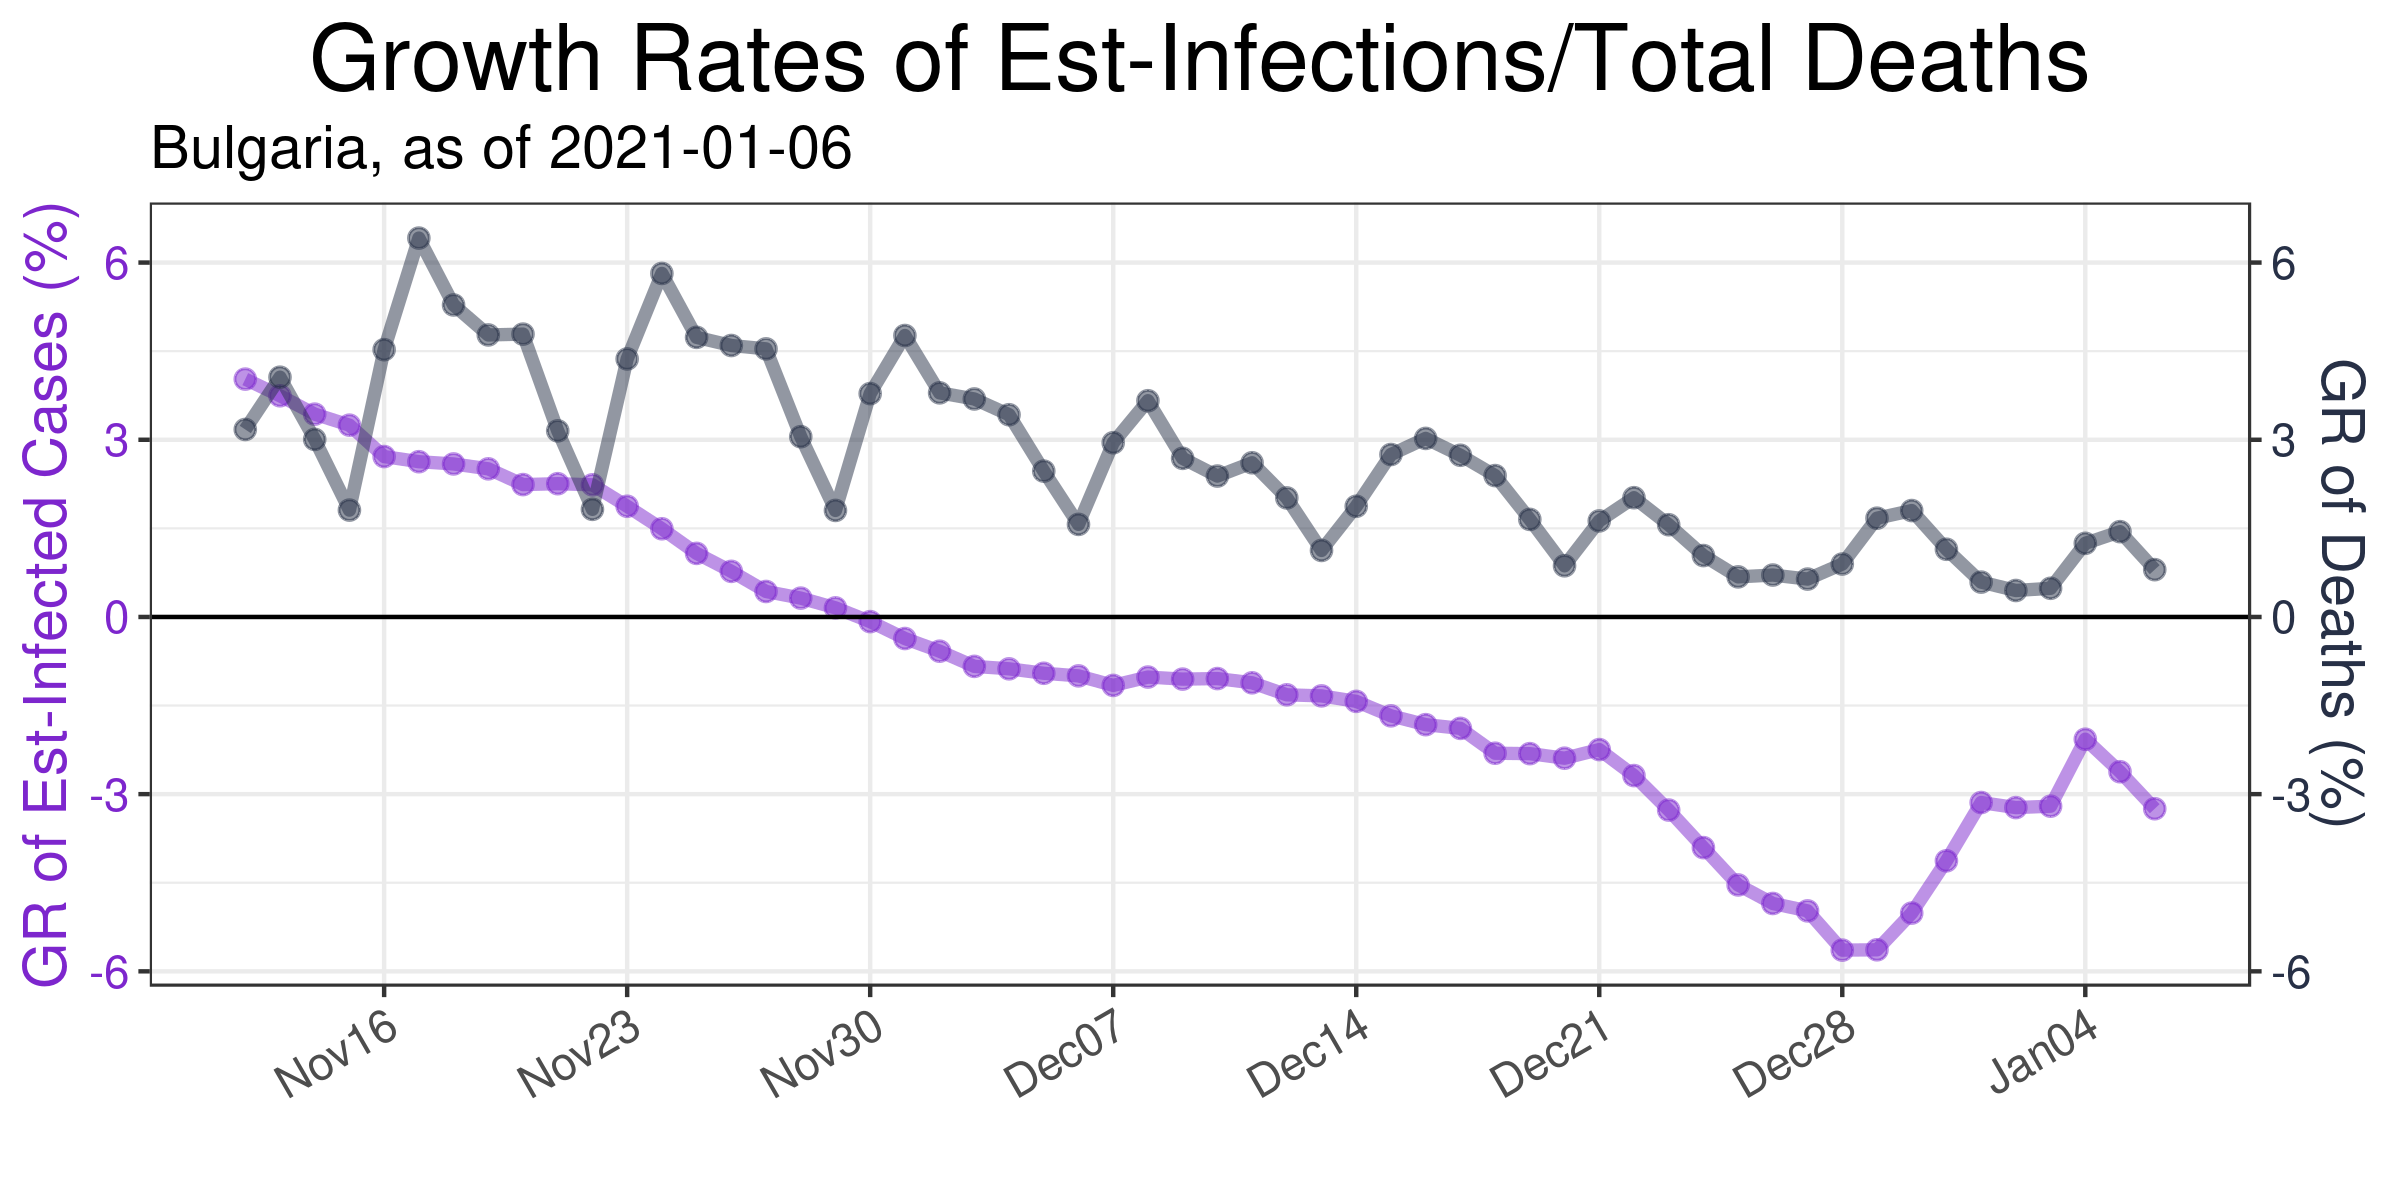 Growth Rates of Est-Infections/Total Deaths
Bulgaria, as of 2021-01-06
GR of Est-Infected Cases (%)
6
3
0
-3
-6
6
3
0
-3
-6
GR of Deaths (%)
Nov16
Nov23
Nov30
Dec07
Dec14
Dec21
Dec28
Jan04